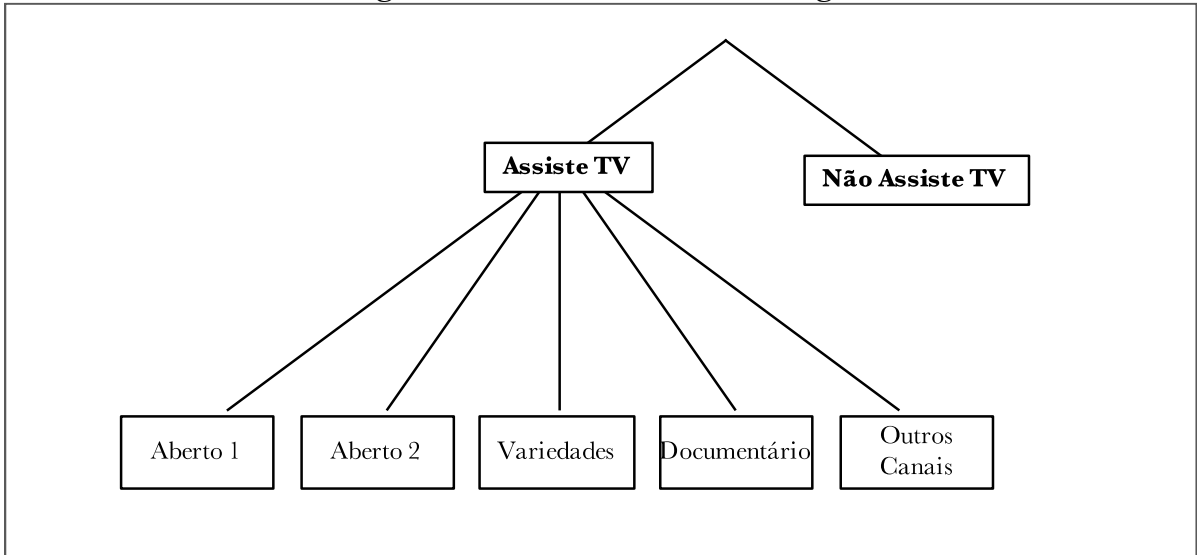 Assiste TV
Não Assiste TV
Aberto 1
Aberto 2
Variedades
Documentário
Outros
Canais